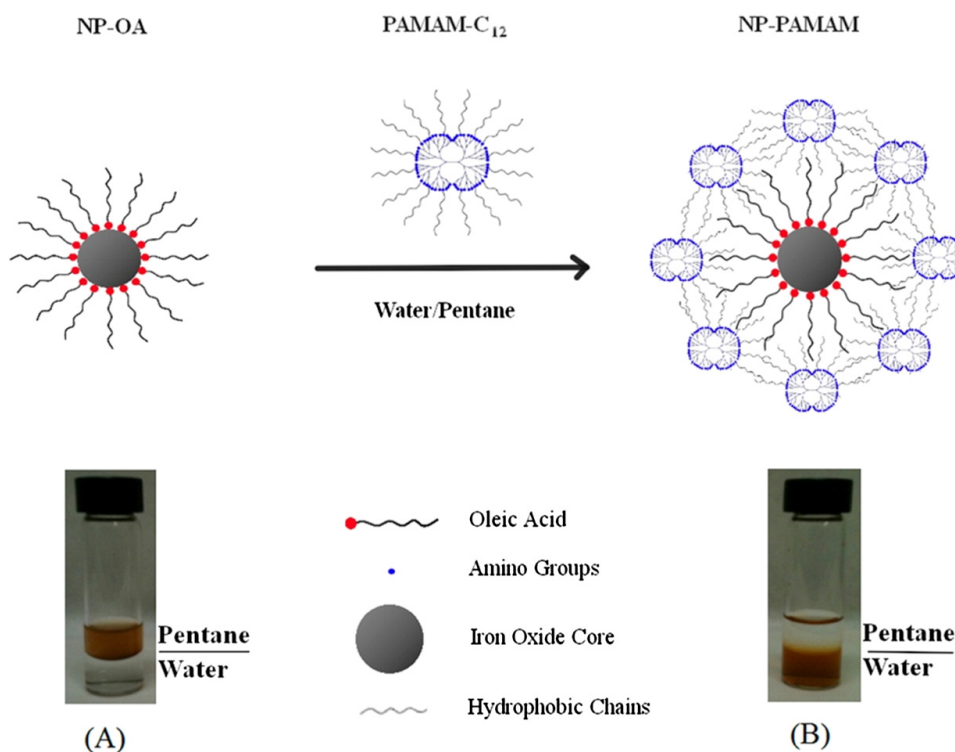 NP-OA
PAMAM-C12
NP-PAMAM
Water/Pentane
Oleic Acid
Amino Groups
Iron Oxide Core
Hydrophobic Chains
Pentane
Water
(A)
Pentane
Water
(B)